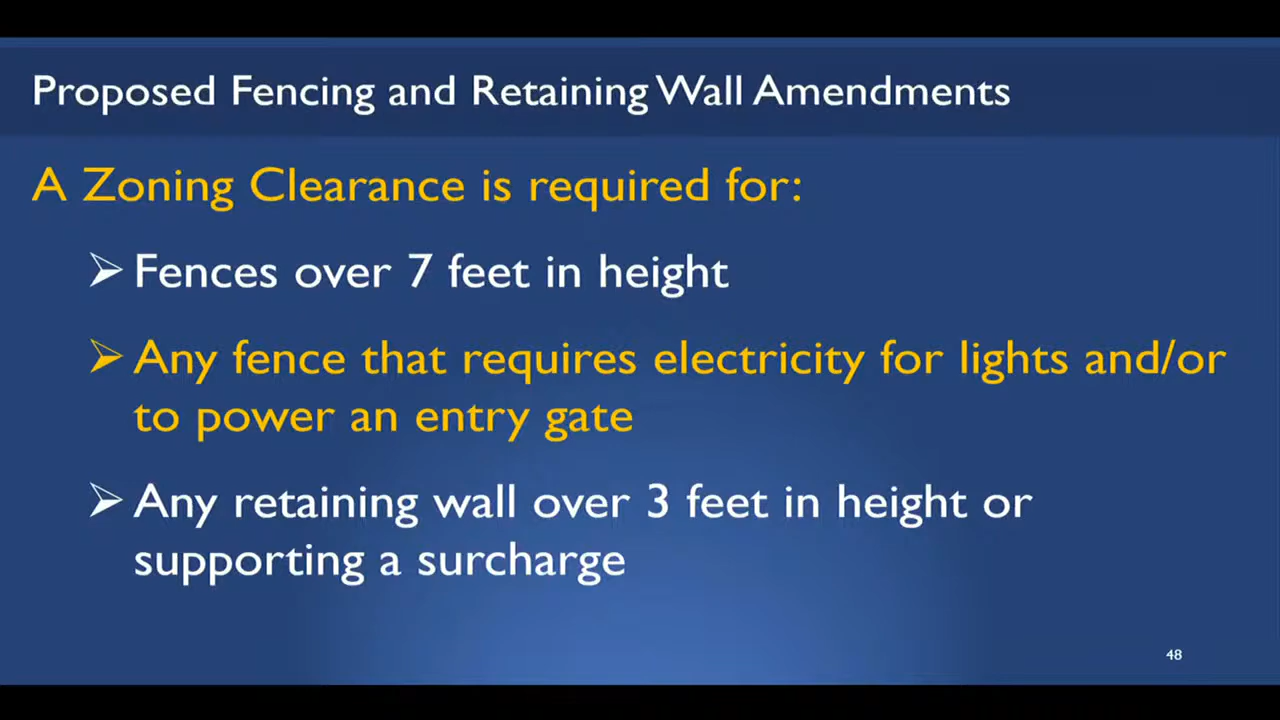 Proposed Fencing and Retaining Wall Amendments
A Zoning Clearance is required for:
➢ Fences over 7 feet in height
➢ Any fence that requires electricity for lights and/or
to power an entry gate
➢ Any retaining wall over 3 feet in height or
supporting a surcharge
48